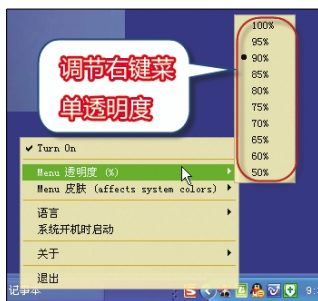 100%
95%
90%
85%
80%
75%
70%
65%
60%
50%
调节右键菜
单透明度
Turn On
Menu 透明度 (%)
Menu 皮肤 (affects system colors)
语言
系统开机时启动
关于
退出
记事本
9: